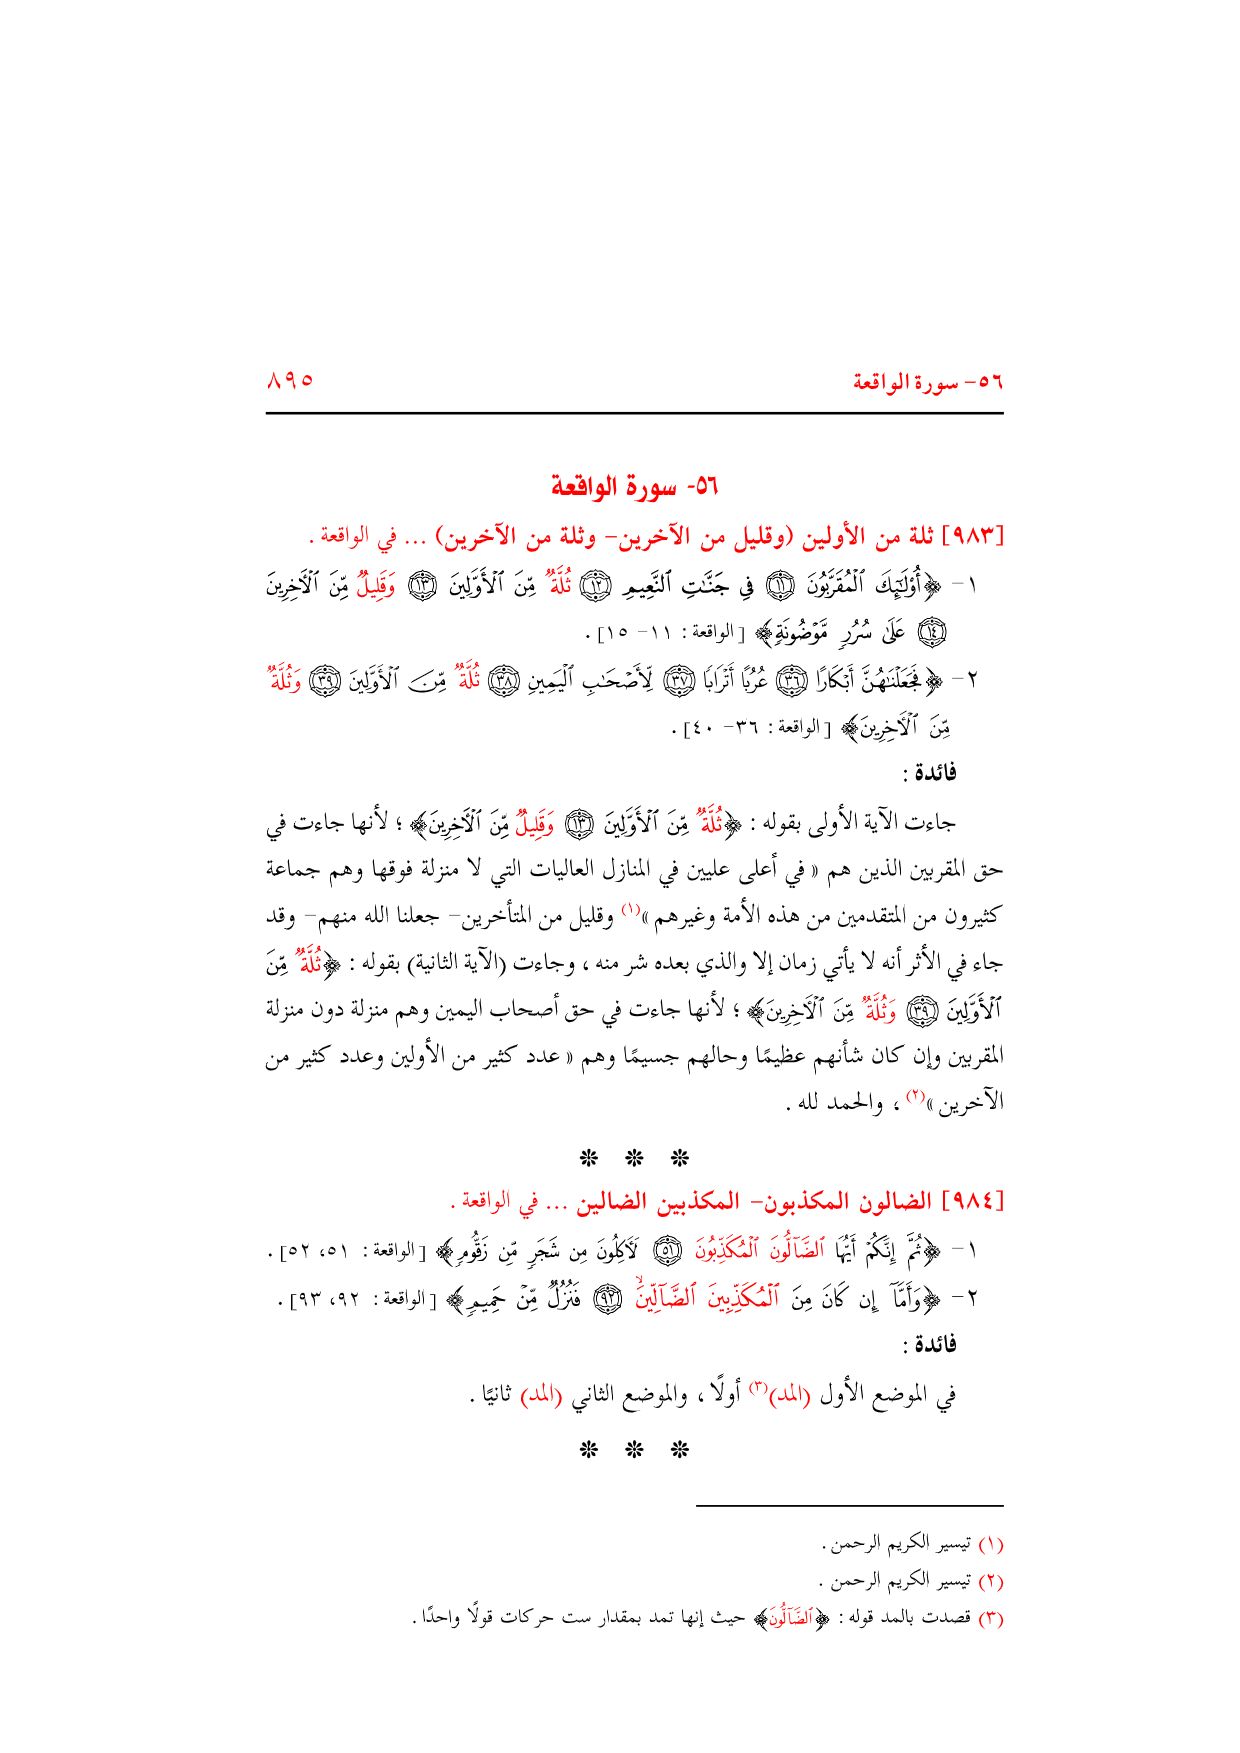 ٥٦- سورة الواقعة ٨٩٥
٥٦- سورة الواقعة
[٩٨٣] ثلة من الأولين (وقليل من الآخرين- وثلة من الآخرين) ... في الواقعة .
١- ﴿أُوْلَٰٓئِكَ ٱلۡمُقَرَّبُونَ ١١ فِي جَنَّٰتِ ٱلنَّعِيمِ ١٢ ثُلَّةٞ مِّنَ ٱلۡأَوَّلِينَ ١٣ وَقَلِيلٞ مِّنَ ٱلۡأٓخِرِينَ
١٤ عَلَىٰ سُرُرٖ مَّوۡضُونَةٖ﴾ [الواقعة : ١١- ١٥] .
٢- ﴿فَجَعَلۡنَٰهُنَّ أَبۡكَارًا ٣٦ عُرُبًا أَتۡرَابٗا ٣٧ لِّأَصۡحَٰبِ ٱلۡيَمِينِ ٣٨ ثُلَّةٞ مِّنَ ٱلۡأَوَّلِينَ ٣٩ وَثُلَّةٞ
مِّنَ ٱلۡأٓخِرِينَ﴾ [الواقعة : ٣٦- ٤٠] .
فائدة :
جاءت الآية الأولى بقوله : ﴿ثُلَّةٞ مِّنَ ٱلۡأَوَّلِينَ ١٣ وَقَلِيلٞ مِّنَ ٱلۡأٓخِرِينَ﴾ ؛ لأنها جاءت في
حق المقربين الذين هم « في أعلى عليين في المنازل العاليات التي لا منزلة فوقها وهم جماعة
كثيرون من المتقدمين من هذه الأمة وغيرهم »(١) وقليل من المتأخرين- جعلنا الله منهم- وقد
جاء في الأثر أنه لا يأتي زمان إلا والذي بعده شر منه ، وجاءت (الآية الثانية) بقوله : ﴿ثُلَّةٞ مِّنَ
ٱلۡأَوَّلِينَ ٣٩ وَثُلَّةٞ مِّنَ ٱلۡأٓخِرِينَ﴾ ؛ لأنها جاءت في حق أصحاب اليمين وهم منزلة دون منزلة
المقربين وإن كان شأنهم عظيمًا وحالهم جسيمًا وهم « عدد كثير من الأولين وعدد كثير من
الآخرين »(٢) ، والحمد لله .
❊ ❊ ❊
[٩٨٤] الضالون المكذبون- المكذبين الضالين ... في الواقعة .
١- ﴿ثُمَّ إِنَّكُمۡ أَيُّهَا ٱلضَّآلُّونَ ٱلۡمُكَذِّبُونَ ٥١ لَأٓكِلُونَ مِن شَجَرٖ مِّن زَقُّومٖ﴾ [الواقعة : ٥١، ٥٢] .
٢- ﴿وَأَمَّآ إِن كَانَ مِنَ ٱلۡمُكَذِّبِينَ ٱلضَّآلِّينَۙ ٩٢ فَنُزُلٞ مِّنۡ حَمِيمٖ﴾ [الواقعة : ٩٢، ٩٣] .
فائدة :
في الموضع الأول (المد)(٣) أولًا ، والموضع الثاني (المد) ثانيًا .
❊ ❊ ❊
(١) تيسير الكريم الرحمن .
(٢) تيسير الكريم الرحمن .
(٣) قصدت بالمد قوله : ﴿ٱلضَّآلُّونَ﴾ حيث إنها تمد بمقدار ست حركات قولًا واحدًا .